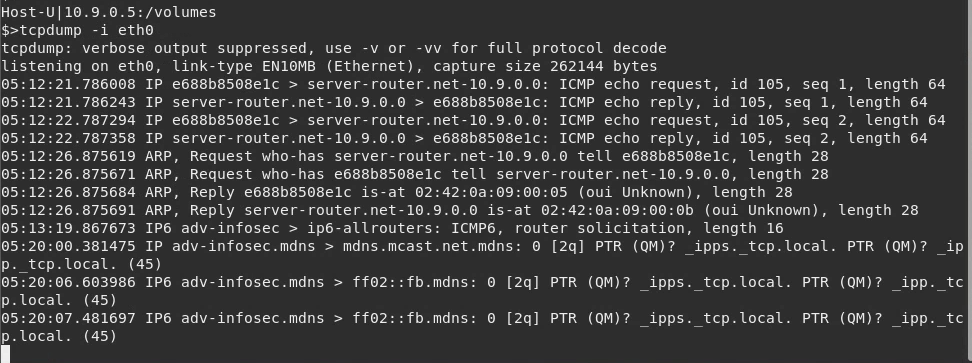 Host-U|10.9.0.5:/volumes
$>tcpdump -i eth0
tcpdump: verbose output suppressed, use -v or -vv for full protocol decode
listening on eth0, link-type EN10MB (Ethernet), capture size 262144 bytes
05:12:21.786008 IP e688b8508e1c > server-router.net-10.9.0.0: ICMP echo request, id 105, seq 1, length 64
05:12:21.786243 IP server-router.net-10.9.0.0 > e688b8508e1c: ICMP echo reply, id 105, seq 1, length 64
05:12:22.787294 IP e688b8508e1c > server-router.net-10.9.0.0: ICMP echo request, id 105, seq 2, length 64
05:12:22.787358 IP server-router.net-10.9.0.0 > e688b8508e1c: ICMP echo reply, id 105, seq 2, length 64
05:12:26.875619 ARP, Request who-has server-router.net-10.9.0.0 tell e688b8508e1c, length 28
05:12:26.875671 ARP, Request who-has e688b8508e1c tell server-router.net-10.9.0.0, length 28
05:12:26.875684 ARP, Reply e688b8508e1c is-at 02:42:0a:09:00:05 (oui Unknown), length 28
05:12:26.875691 ARP, Reply server-router.net-10.9.0.0 is-at 02:42:0a:09:00:0b (oui Unknown), length 28
05:13:19.867673 IP6 adv-infosec > ip6-allrouters: ICMP6, router solicitation, length 16
05:20:00.381475 IP adv-infosec.mdns > mdns.mcast.net.mdns: 0 [2q] PTR (QM)? _ipps._tcp.local. PTR (QM)? _ip
p._tcp.local. (45)
05:20:06.603986 IP6 adv-infosec.mdns > ff02::fb.mdns: 0 [2q] PTR (QM)? _ipps._tcp.local. PTR (QM)? _ipp._tc
p.local. (45)
05:20:07.481697 IP6 adv-infosec.mdns > ff02::fb.mdns: 0 [2q] PTR (QM)? _ipps._tcp.local. PTR (QM)? _ipp._tc
p.local. (45)